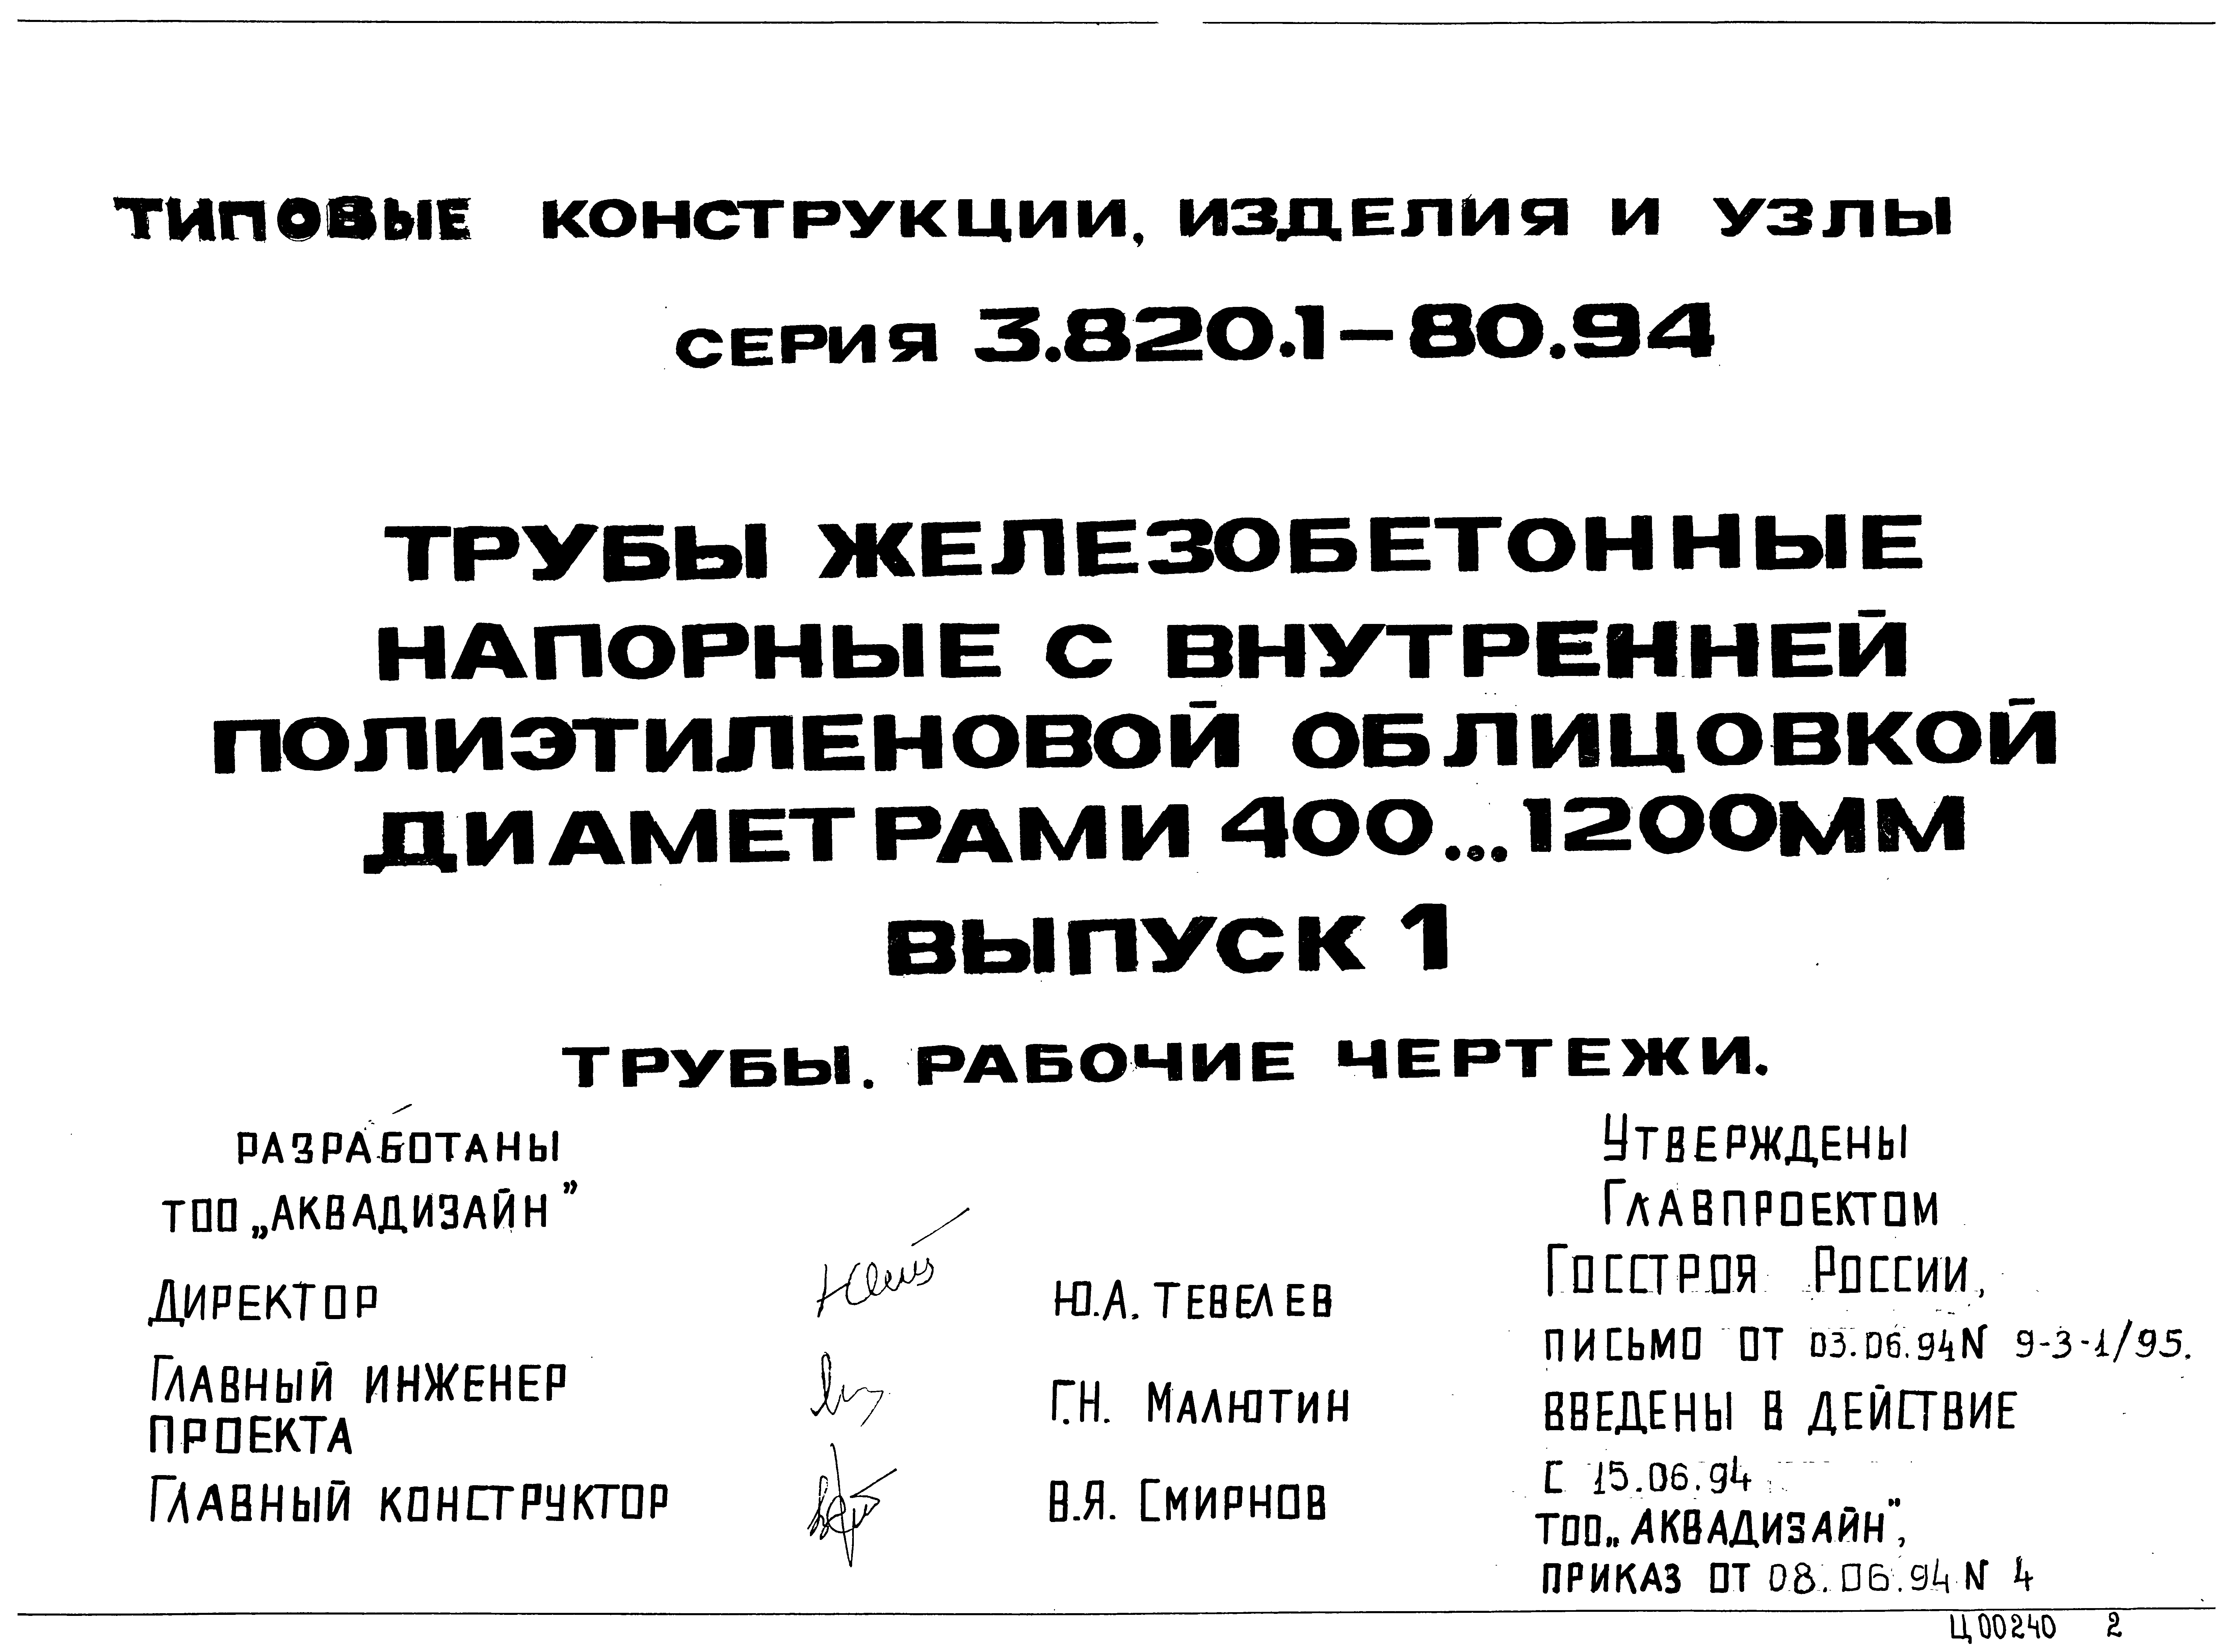 ТИПОВЫЕ КОНСТРУКЦИИ, ИЗДЕЛИЯ И УЗЛЫ
СЕРИЯ 3.820.1-80.94
ТРУБЫ ЖЕЛЕЗОБЕТОННЫЕ
НАПОРНЫЕ С ВНУТРЕННЕЙ
ПОЛИЭТИЛЕНОВОЙ ОБЛИЦОВКОЙ
ДИАМЕТРАМИ 400...1200ММ
ВЫПУСК 1
ТРУБЫ. РАБОЧИЕ ЧЕРТЕЖИ.
РАЗРАБОТАНЫ
ТОО „АКВАДИЗАЙН”
ДИРЕКТОР Ю.А. ТЕВЕЛЕВ
ГЛАВНЫЙ ИНЖЕНЕР
ПРОЕКТА Г.Н. МАЛЮТИН
ГЛАВНЫЙ КОНСТРУКТОР В.Я. СМИРНОВ
УТВЕРЖДЕНЫ
ГЛАВПРОЕКТОМ
ГОССТРОЯ РОССИИ,
ПИСЬМО ОТ 03.06.94 N 9-3-1/95.
ВВЕДЕНЫ В ДЕЙСТВИЕ
С 15.06.94
ТОО „АКВАДИЗАЙН”,
ПРИКАЗ ОТ 08.06.94 N 4
Ц00240 2